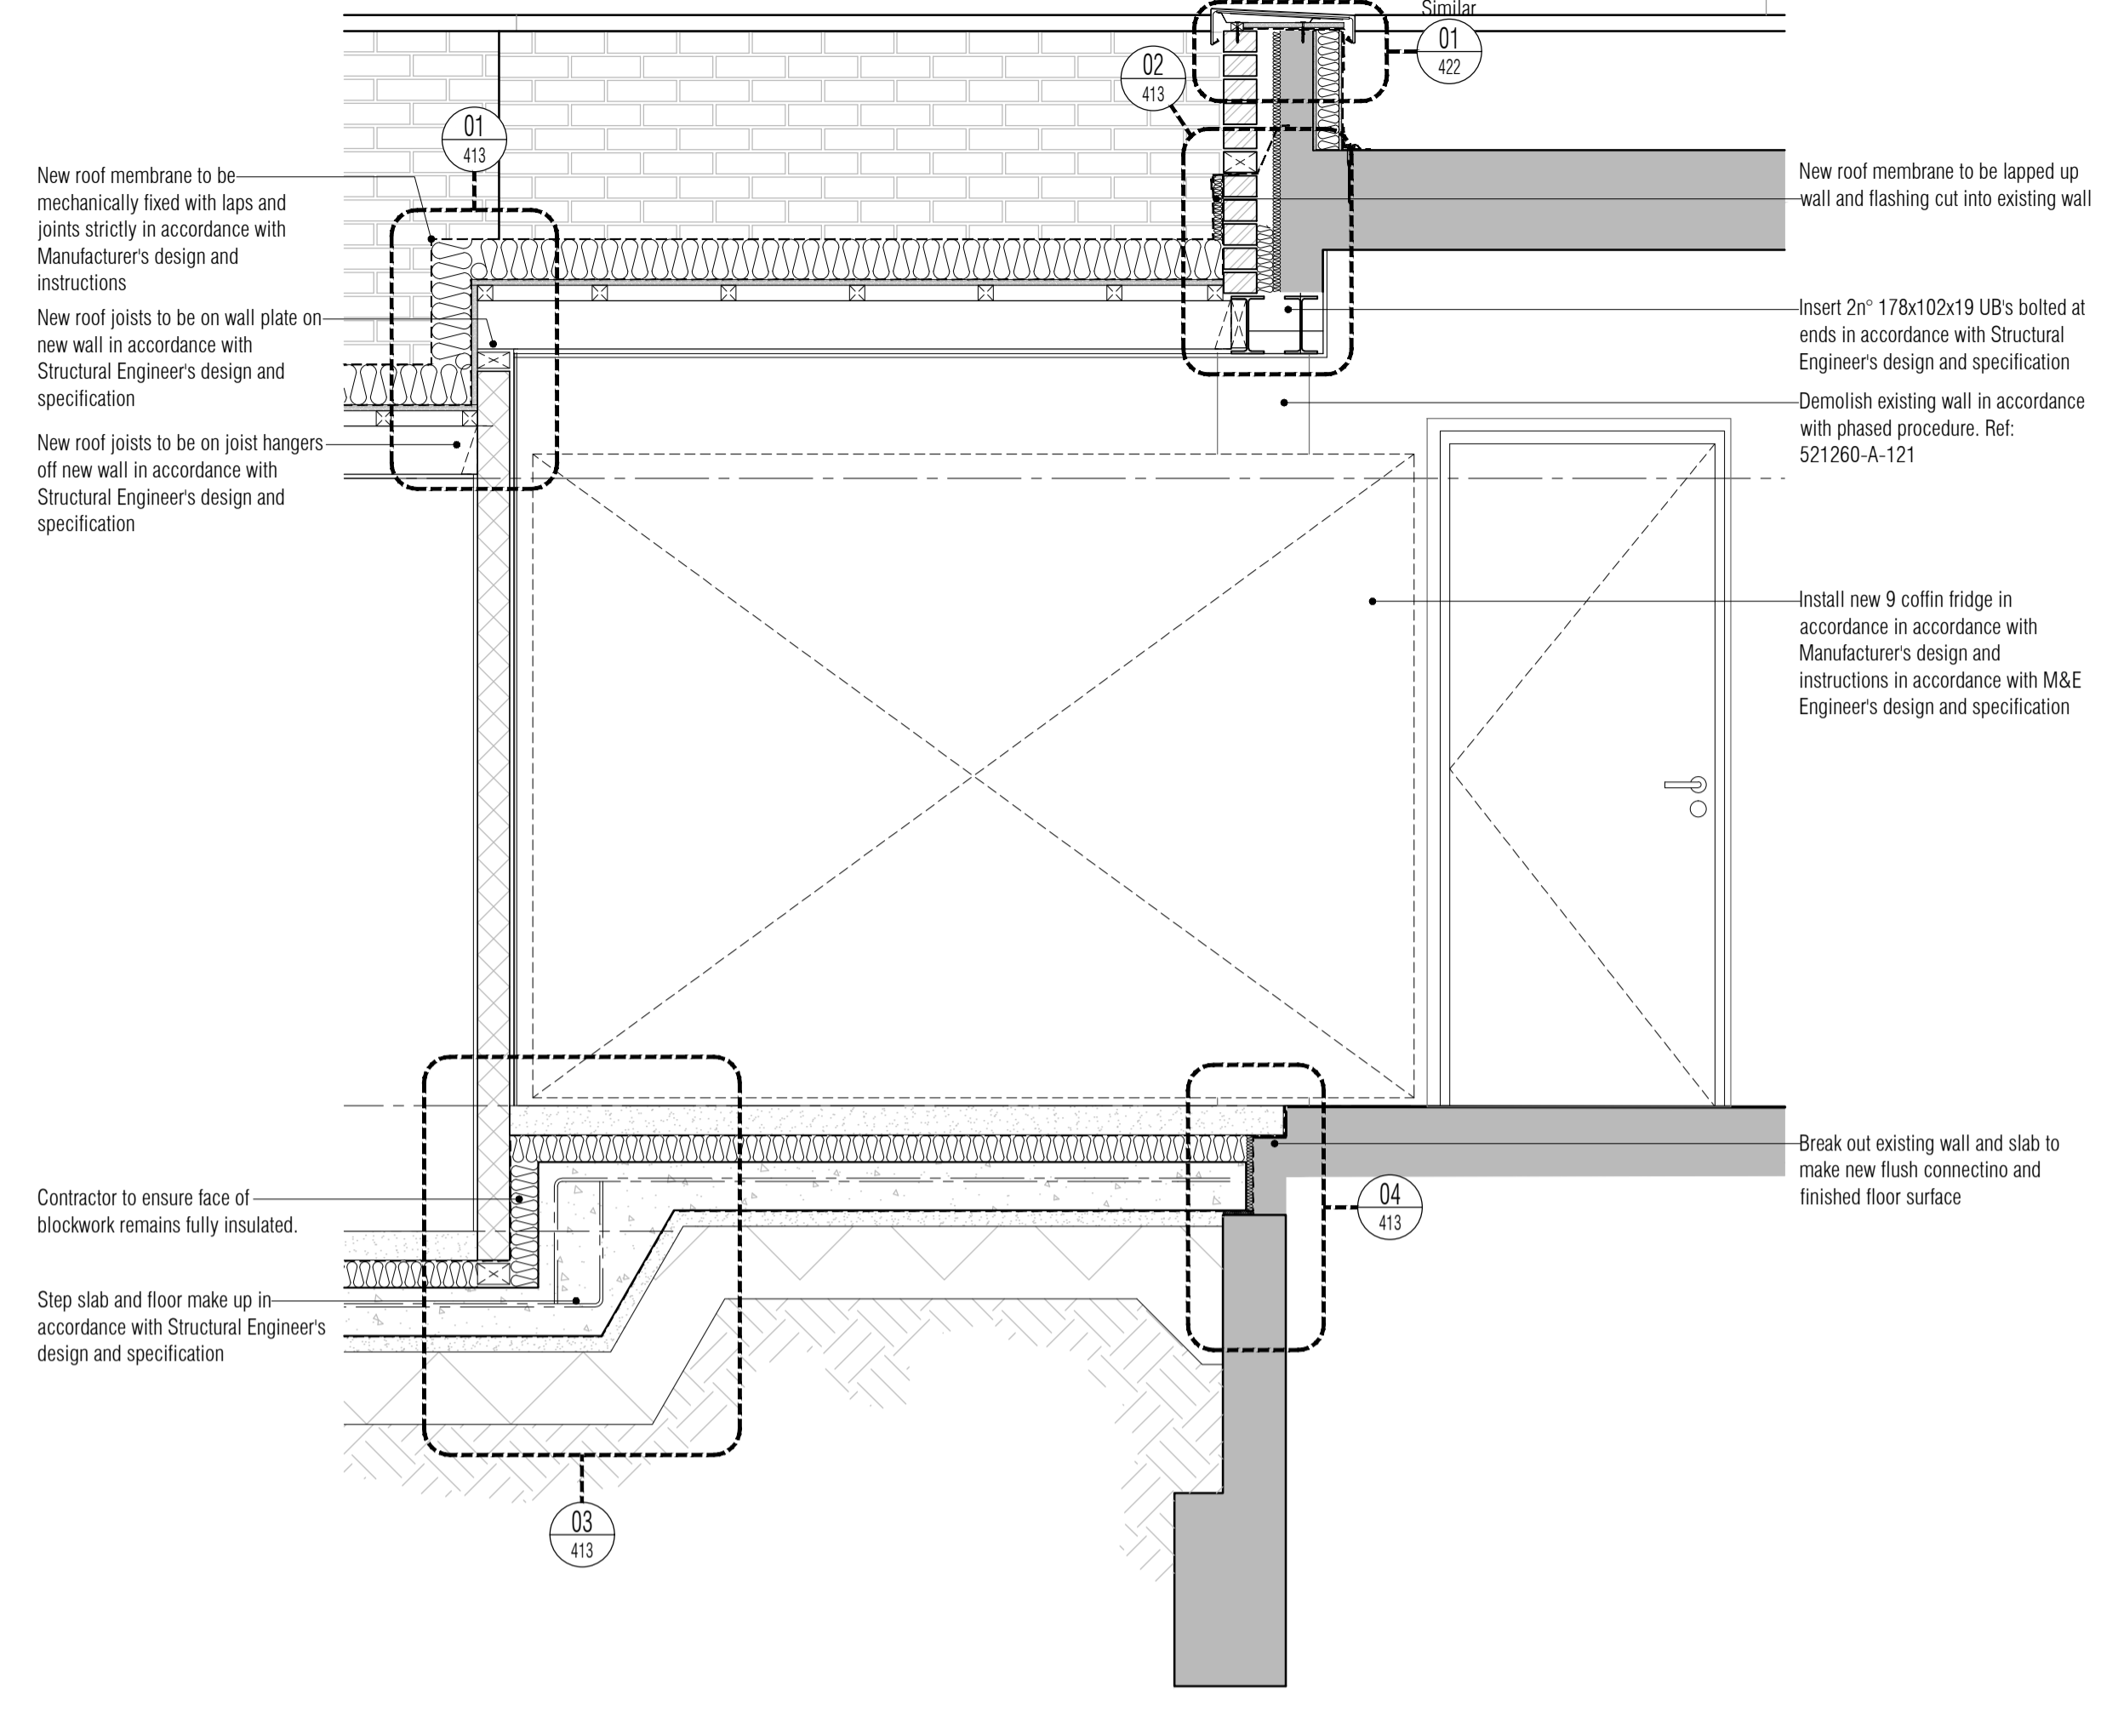 Similar
01
422
02
413
01
413
New roof membrane to be
mechanically fixed with laps and
joints strictly in accordance with
Manufacturer's design and
instructions
New roof joists to be on wall plate on
new wall in accordance with
Structural Engineer's design and
specification
New roof joists to be on joist hangers
off new wall in accordance with
Structural Engineer's design and
specification
New roof membrane to be lapped up
wall and flashing cut into existing wall
Insert 2n° 178x102x19 UB's bolted at
ends in accordance with Structural
Engineer's design and specification
Demolish existing wall in accordance
with phased procedure. Ref:
521260-A-121
Install new 9 coffin fridge in
accordance in accordance with
Manufacturer's design and
instructions in accordance with M&E
Engineer's design and specification
Break out existing wall and slab to
make new flush connectino and
finished floor surface
Contractor to ensure face of
blockwork remains fully insulated.
Step slab and floor make up in
accordance with Structural Engineer's
design and specification
04
413
03
413